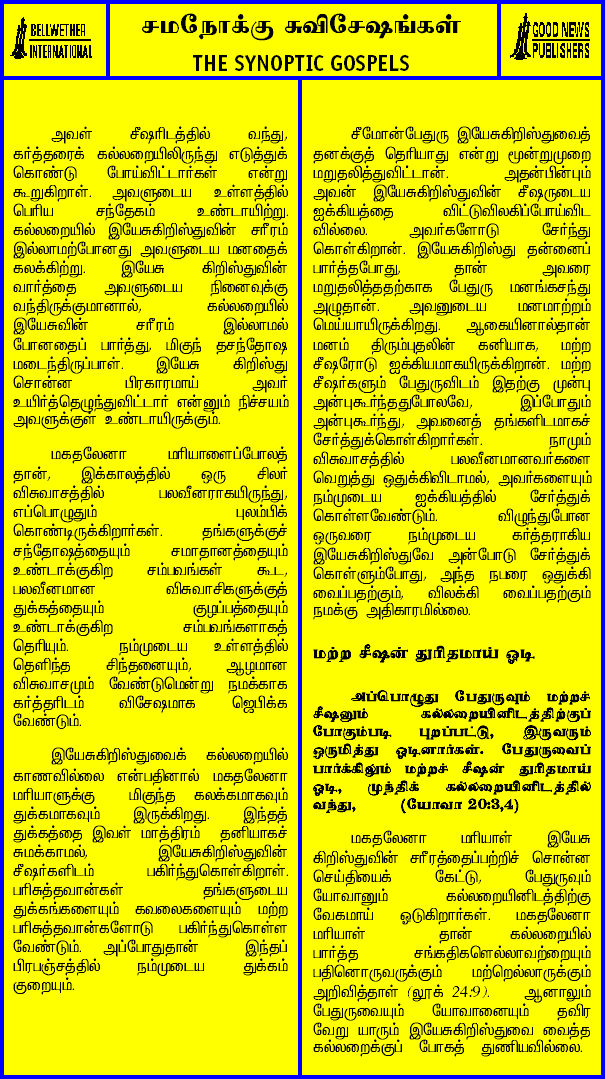 BELLWETHER
INTERNATIONAL
சமநோக்கு சுவிசேஷங்கள்
THE SYNOPTIC GOSPELS
GOOD NEWS
PUBLISHERS
அவள் சீஷரிடத்தில் வந்து,
கர்த்தரைக் கல்லறையிலிருந்து எடுத்துக்
கொண்டு போய்விட்டார்கள் என்று
கூறுகிறாள். அவளுடைய உள்ளத்தில்
பெரிய சந்தேகம் உண்டாயிற்று.
கல்லறையில் இயேசுகிறிஸ்துவின் சரீரம்
இல்லாமற்போனது அவளுடைய மனதைக்
கலக்கிற்று. இயேசு கிறிஸ்துவின்
வார்த்தை அவளுடைய நினைவுக்கு
வந்திருக்குமானால், கல்லறையில்
இயேசுவின் சரீரம் இல்லாமல்
போனதைப் பார்த்து, மிகுந் தசந்தோஷ
மடைந்திருப்பாள். இயேசு கிறிஸ்து
சொன்ன பிரகாரமாய் அவர்
உயிர்த்தெழுந்துவிட்டார் என்னும் நிச்சயம்
அவளுக்குள் உண்டாயிருக்கும்.
மகதலேனா மரியாளைப்போலத்
தான், இக்காலத்தில் ஒரு சிலர்
விசுவாசத்தில் பலவீனராகயிருந்து,
எப்பொழுதும் புலம்பிக்
கொண்டிருக்கிறார்கள். தங்களுக்குச்
சந்தோஷத்தையும் சமாதானத்தையும்
உண்டாக்குகிற சம்பவங்கள் கூட,
பலவீனமான விசுவாசிகளுக்குத்
துக்கத்தையும் குழப்பத்தையும்
உண்டாக்குகிற சம்பவங்களாகத்
தெரியும். நம்முடைய உள்ளத்தில்
தெளிந்த சிந்தனையும், ஆழமான
விசுவாசமும் வேண்டுமென்று நமக்காக
கர்த்தரிடம் விசேஷமாக ஜெபிக்க
வேண்டும்.
இயேசுகிறிஸ்துவைக் கல்லறையில்
காணவில்லை என்பதினால் மகதலேனா
மரியாளுக்கு மிகுந்த கலக்கமாகவும்
துக்கமாகவும் இருக்கிறது. இந்தத்
துக்கத்தை இவள் மாத்திரம் தனியாகச்
சுமக்காமல், இயேசுகிறிஸ்துவின்
சீஷர்களிடம் பகிர்ந்துகொள்கிறாள்.
பரிசுத்தவான்கள் தங்களுடைய
துக்கங்களையும் கவலைகளையும் மற்ற
பரிசுத்தவான்களோடு பகிர்ந்துகொள்ள
வேண்டும். அப்போதுதான் இந்தப்
பிரபஞ்சத்தில் நம்முடைய துக்கம்
குறையும்.
சீமோன்பேதுரு இயேசுகிறிஸ்துவைத்
தனக்குத் தெரியாது என்று மூன்றுமுறை
மறுதலித்துவிட்டான். அதன்பின்பும்
அவன் இயேசுகிறிஸ்துவின் சீஷருடைய
ஐக்கியத்தை விட்டுவிலகிப்போய்விட
வில்லை. அவர்களோடு சேர்ந்து
கொள்கிறான். இயேசுகிறிஸ்து தன்னைப்
பார்த்தபோது, தான் அவரை
மறுதலித்ததற்காக பேதுரு மனங்கசந்து
அழுதான். அவனுடைய மனமாற்றம்
மெய்யாயிருக்கிறது. ஆகையினால்தான்
மனம் திரும்புதலின் கனியாக, மற்ற
சீஷரோடு ஐக்கியமாகயிருக்கிறான். மற்ற
சீஷர்களும் பேதுருவிடம் இதற்கு முன்பு
அன்புகூர்ந்ததுபோலவே, இப்போதும்
அன்புகூர்ந்து, அவனைத் தங்களிடமாகச்
சேர்த்துக்கொள்கிறார்கள். நாமும்
விசுவாசத்தில் பலவீனமானவர்களை
வெறுத்து ஒதுக்கிவிடாமல், அவர்களையும்
நம்முடைய ஐக்கியத்தில் சேர்த்துக்
கொள்ளவேண்டும். விழுந்துபோன
ஒருவரை நம்முடைய கர்த்தராகிய
இயேசுகிறிஸ்துவே அன்போடு சேர்த்துக்
கொள்ளும்போது, அந்த நபரை ஒதுக்கி
வைப்பதற்கும், விலக்கி வைப்பதற்கும்
நமக்கு அதிகாரமில்லை.
மற்ற சீஷன் துரிதமாய் ஓடி.
அப்பொழுது பேதுருவும் மற்றச்
சீஷனும் கல்லறையினிடத்திற்குப்
போகும்படி புறப்பட்டு, இருவரும்
ஒருமித்து ஓடினார்கள். பேதுருவைப்
பார்க்கிலும் மற்றச் சீஷன் துரிதமாய்
ஓடி, முந்திக் கல்லறையினிடத்தில்
வந்து, (யோவா 20:3,4)
மகதலேனா மரியாள் இயேசு
கிறிஸ்துவின் சரீரத்தைப்பற்றிச் சொன்ன
செய்தியைக் கேட்டு, பேதுருவும்
யோவானும் கல்லறையினிடத்திற்கு
வேகமாய் ஓடுகிறார்கள். மகதலேனா
மரியாள் தான் கல்லறையில்
பார்த்த சங்கதிகளெல்லாவற்றையும்
பதினொருவருக்கும் மற்றெல்லாருக்கும்
அறிவித்தாள் (லூக் 24:9). ஆனாலும்
பேதுருவையும் யோவானையும் தவிர
வேறு யாரும் இயேசுகிறிஸ்துவை வைத்த
கல்லறைக்குப் போகத் துணியவில்லை.